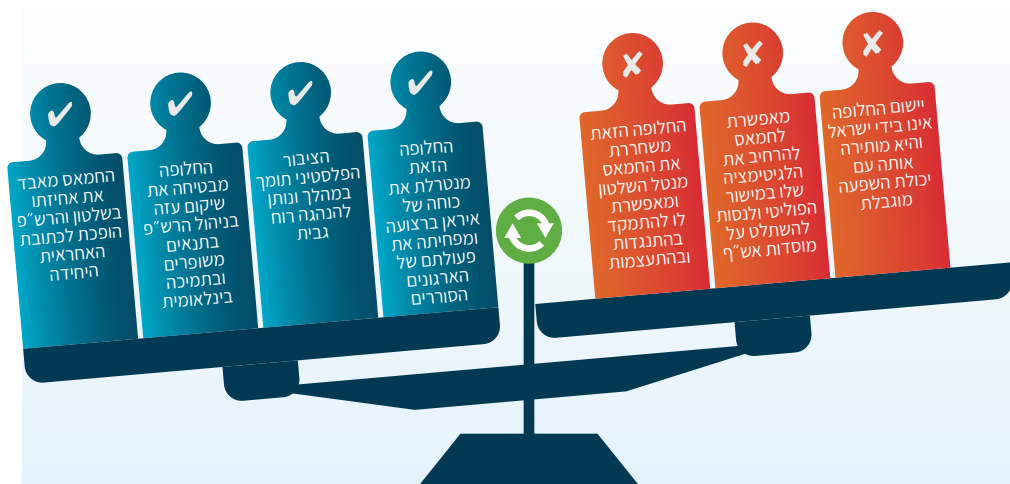 יישום החלופה
אינו בידי ישראל
והיא מותירה
אותה עם
יכולת השפעה
מוגבלת
מאפשרת
לחמאס
להרחיב את
הלגיטימציה
שלו במישור
הפוליטי ולנסות
להשתלט על
מוסדות אש״ף
החלופה הזאת
משחררת
את החמאס
מנטל השלטון
ומאפשרת
לו להתמקד
בהתנגדות
ובהתעצמות
החלופה
הזאת
מנטרלת את
כוחה של
איראן ברצועה
ומפחיתה את
פעולתם של
הארגונים
הסוררים
הציבור
הפלסטיני תומך
במהלך ונותן
להנהגה רוח
גבית
החלופה
מבטיחה את
שיקום עזה
בניהול הרש״פ
בתנאים
משופרים
ובתמיכה
בינלאומית
החמאס מאבד
את אחיזתו
בשלטון והרש״פ
הופכת לכתובת
האחראית
היחידה